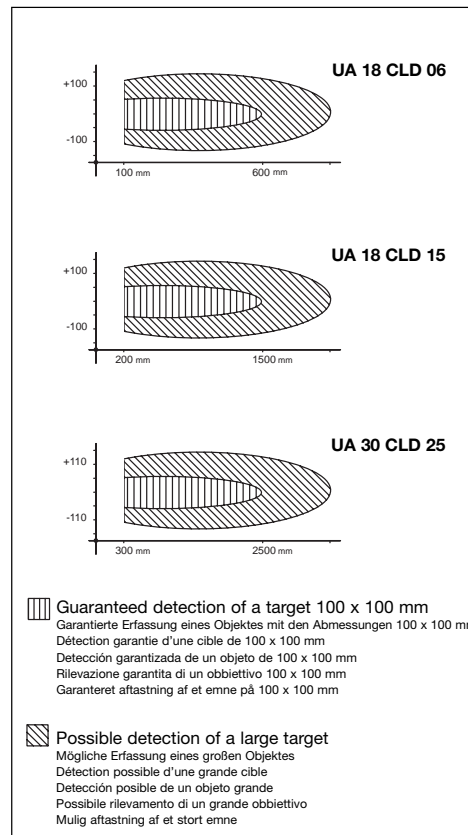 UA 18 CLD 06
+100
-100
100 mm
600 mm
UA 18 CLD 15
+100
-100
200 mm
1500 mm
UA 30 CLD 25
+110
-110
300 mm
2500 mm
Guaranteed detection of a target 100 x 100 mm
Garantierte Erfassung eines Objektes mit den Abmessungen 100 x 100 mm
Détection garantie d'une cible de 100 x 100 mm
Detección garantizada de un objeto de 100 x 100 mm
Rilevazione garantita di un obbiettivo 100 x 100 mm
Garanteret aftastning af et emne på 100 x 100 mm
Possible detection of a large target
Mögliche Erfassung eines großen Objektes
Détection possible d'une grande cible
Detección posible de un objeto grande
Possibile rilevamento di un grande obbiettivo
Mulig aftastning af et stort emne